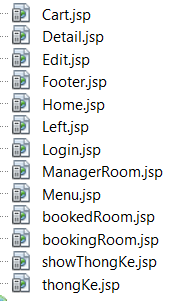 Cart.jsp
Detail.jsp
Edit.jsp
Footer.jsp
Home.jsp
Left.jsp
Login.jsp
ManagerRoom.jsp
Menu.jsp
bookedRoom.jsp
bookingRoom.jsp
showThongKe.jsp
thongKe.jsp